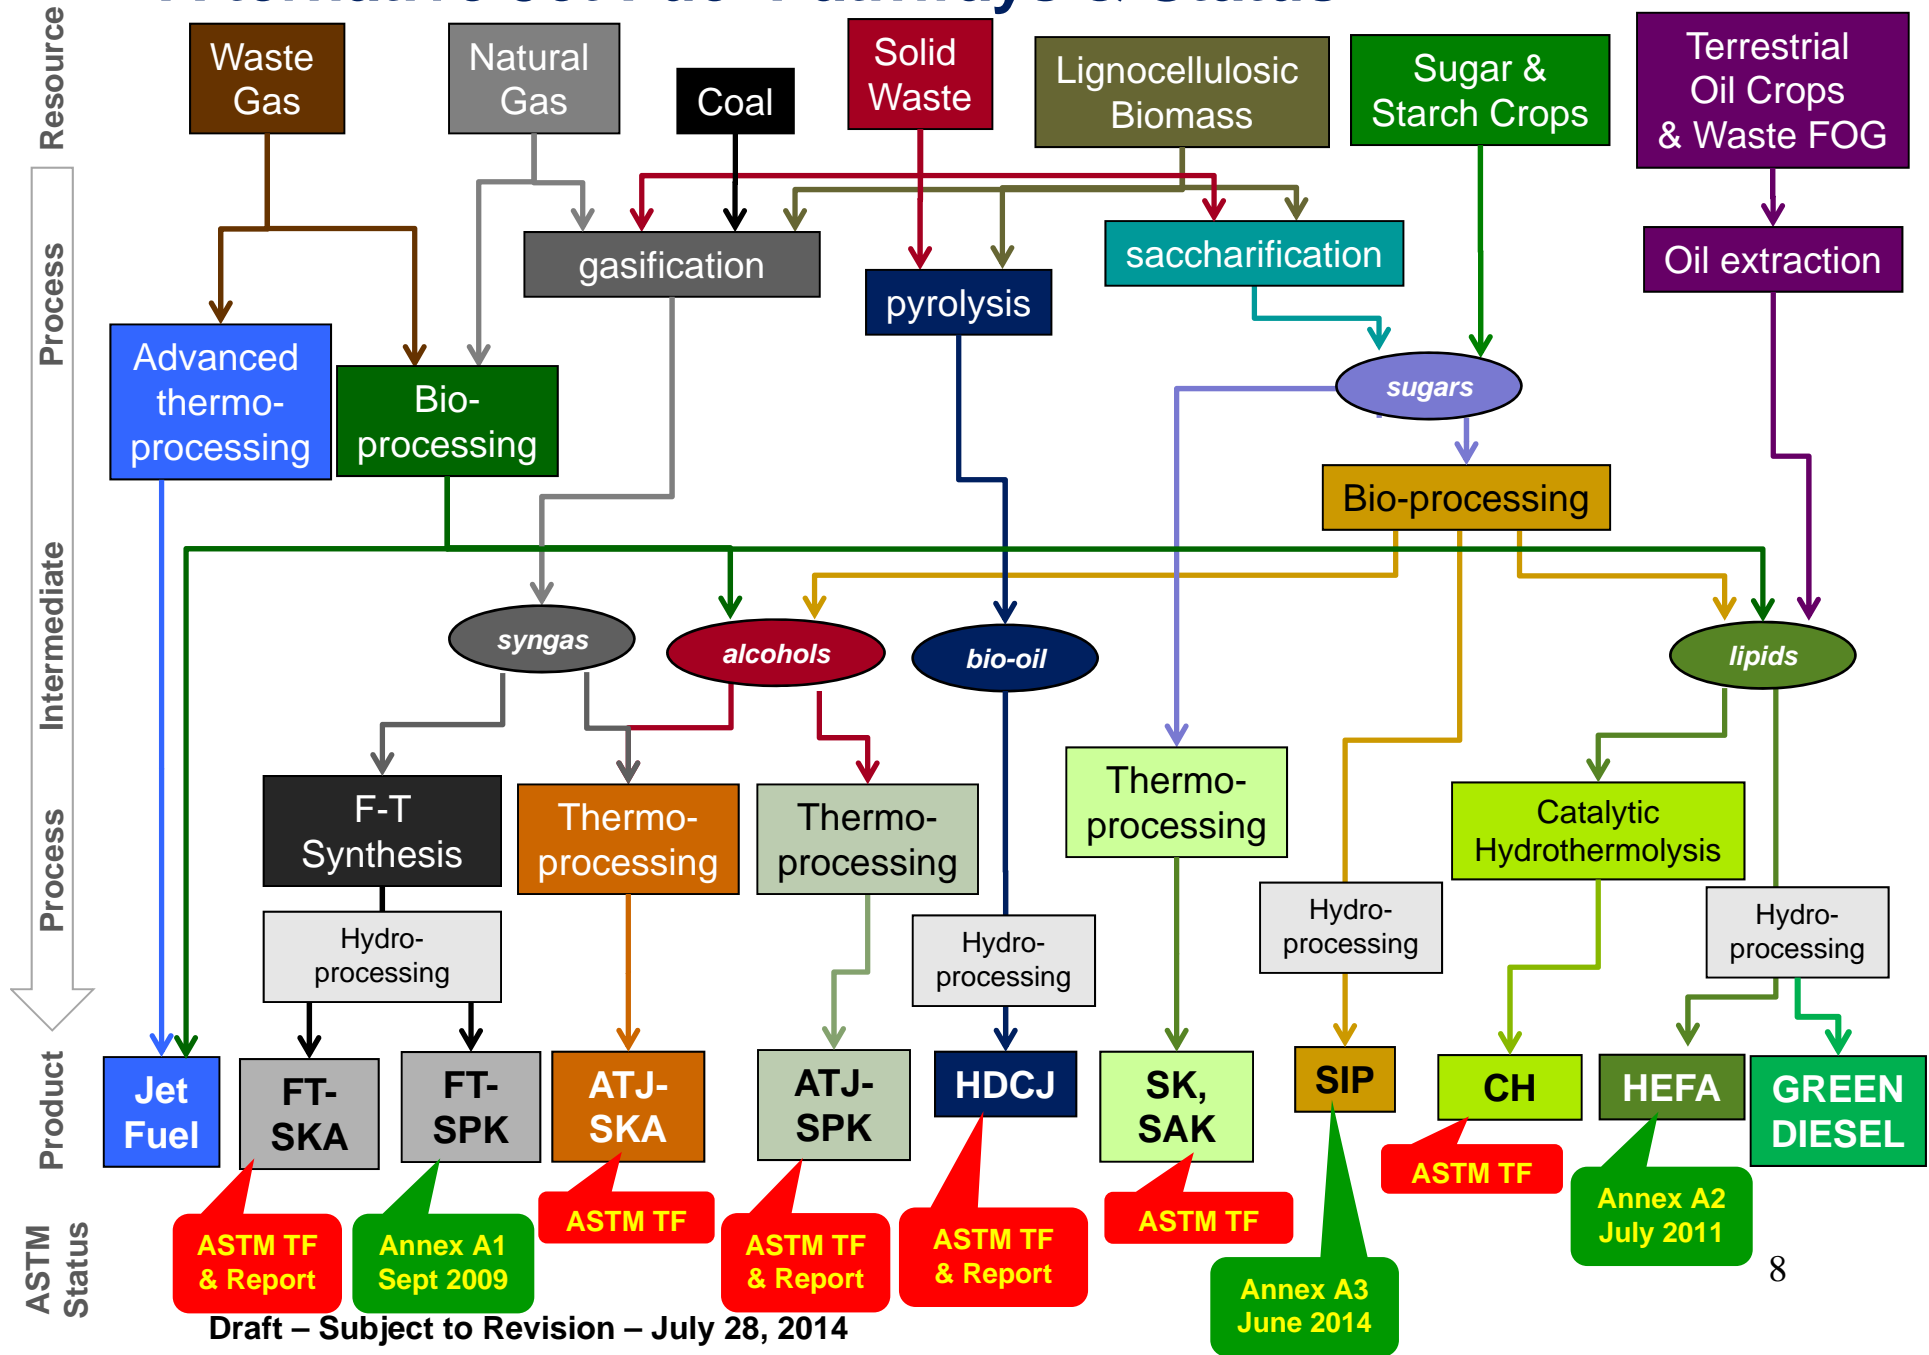 Resource
Waste
Gas
Natural
Gas
Coal
Solid
Waste
Lignocellulosic
Biomass
Sugar &
Starch Crops
Terrestrial
Oil Crops
& Waste FOG
Process
gasification
pyrolysis
saccharification
Oil extraction
Advanced
thermo-
processing
Bio-
processing
sugars
Bio-processing
Intermediate
syngas
alcohols
bio-oil
lipids
Process
F-T
Synthesis
Thermo-
processing
Thermo-
processing
Thermo-
processing
Catalytic
Hydrothermolysis
Hydro-
processing
Hydro-
processing
Hydro-
processing
Hydro-
processing
Product
Jet
Fuel
FT-
SKA
FT-
SPK
ATJ-
SKA
ATJ-
SPK
HDCJ
SK,
SAK
SIP
CH
HEFA
GREEN
DIESEL
ASTM
Status
ASTM TF
& Report
Annex A1
Sept 2009
ASTM TF
ASTM TF
& Report
ASTM TF
& Report
ASTM TF
Annex A3
June 2014
ASTM TF
Annex A2
July 2011
8
Draft – Subject to Revision – July 28, 2014